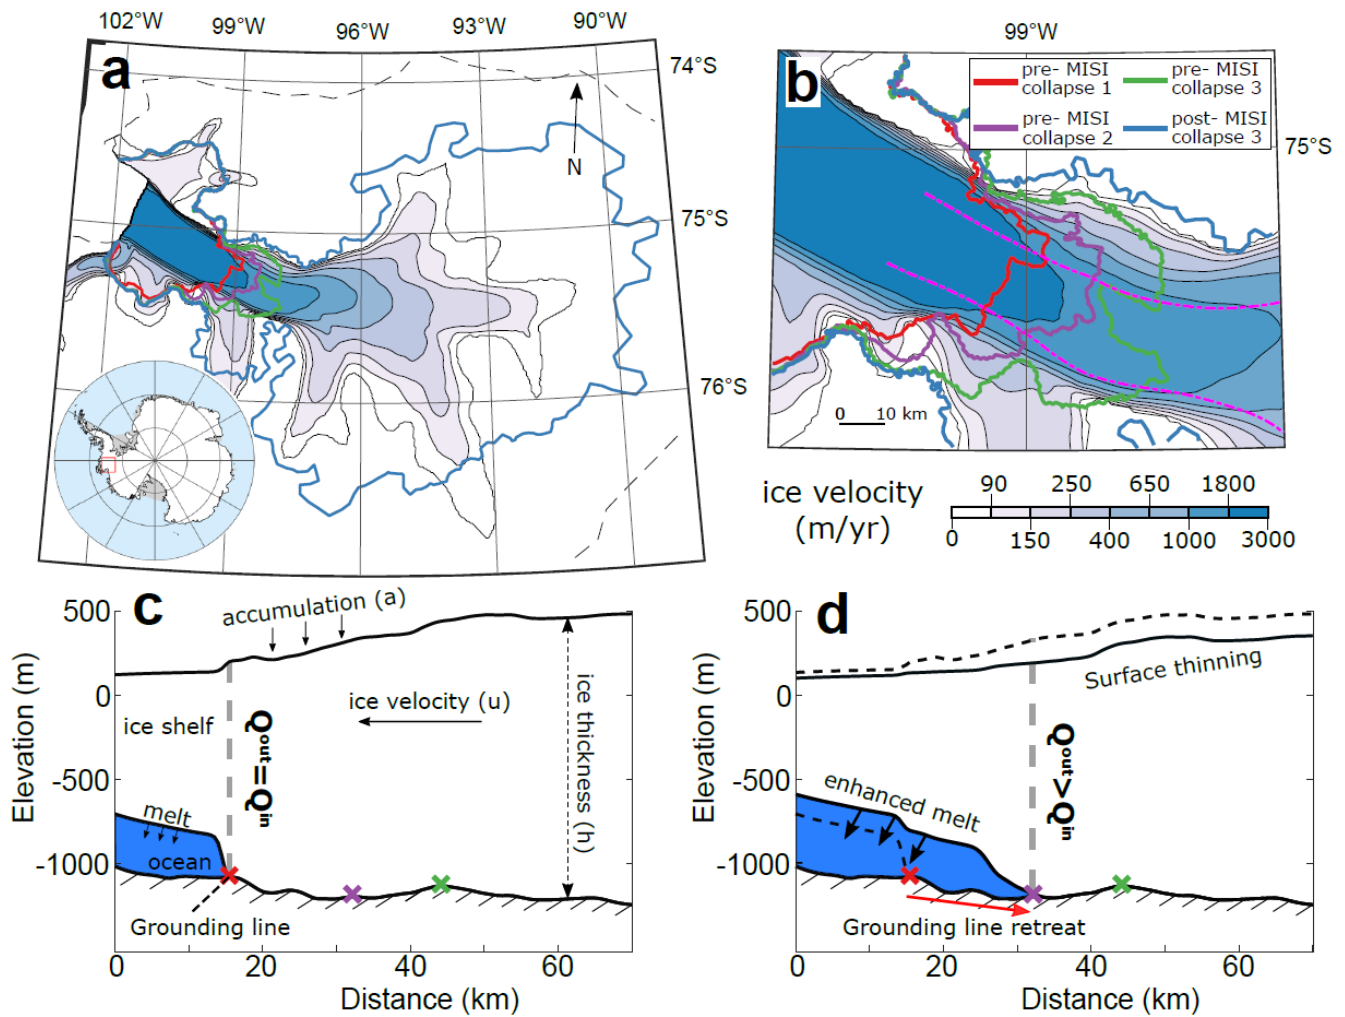 102°W
99°W
96°W
93°W
90°W
74°S
75°S
76°S
a
N
99°W
b
pre- MISI
collapse 1
pre- MISI
collapse 3
pre- MISI
collapse 2
post- MISI
collapse 3
75°S
0 10 km
ice velocity
(m/yr)
90 250 650 1800
0 150 400 1000 3000
c
Elevation (m)
500
0
-500
-1000
accumulation (a)
ice velocity (u)
ice shelf
Qout=Qin
ice thickness (h)
melt
ocean
Grounding line
0 20 40 60
Distance (km)
d
Elevation (m)
500
0
-500
-1000
Surface thinning
Qout>Qin
enhanced melt
Grounding line retreat
0 20 40 60
Distance (km)